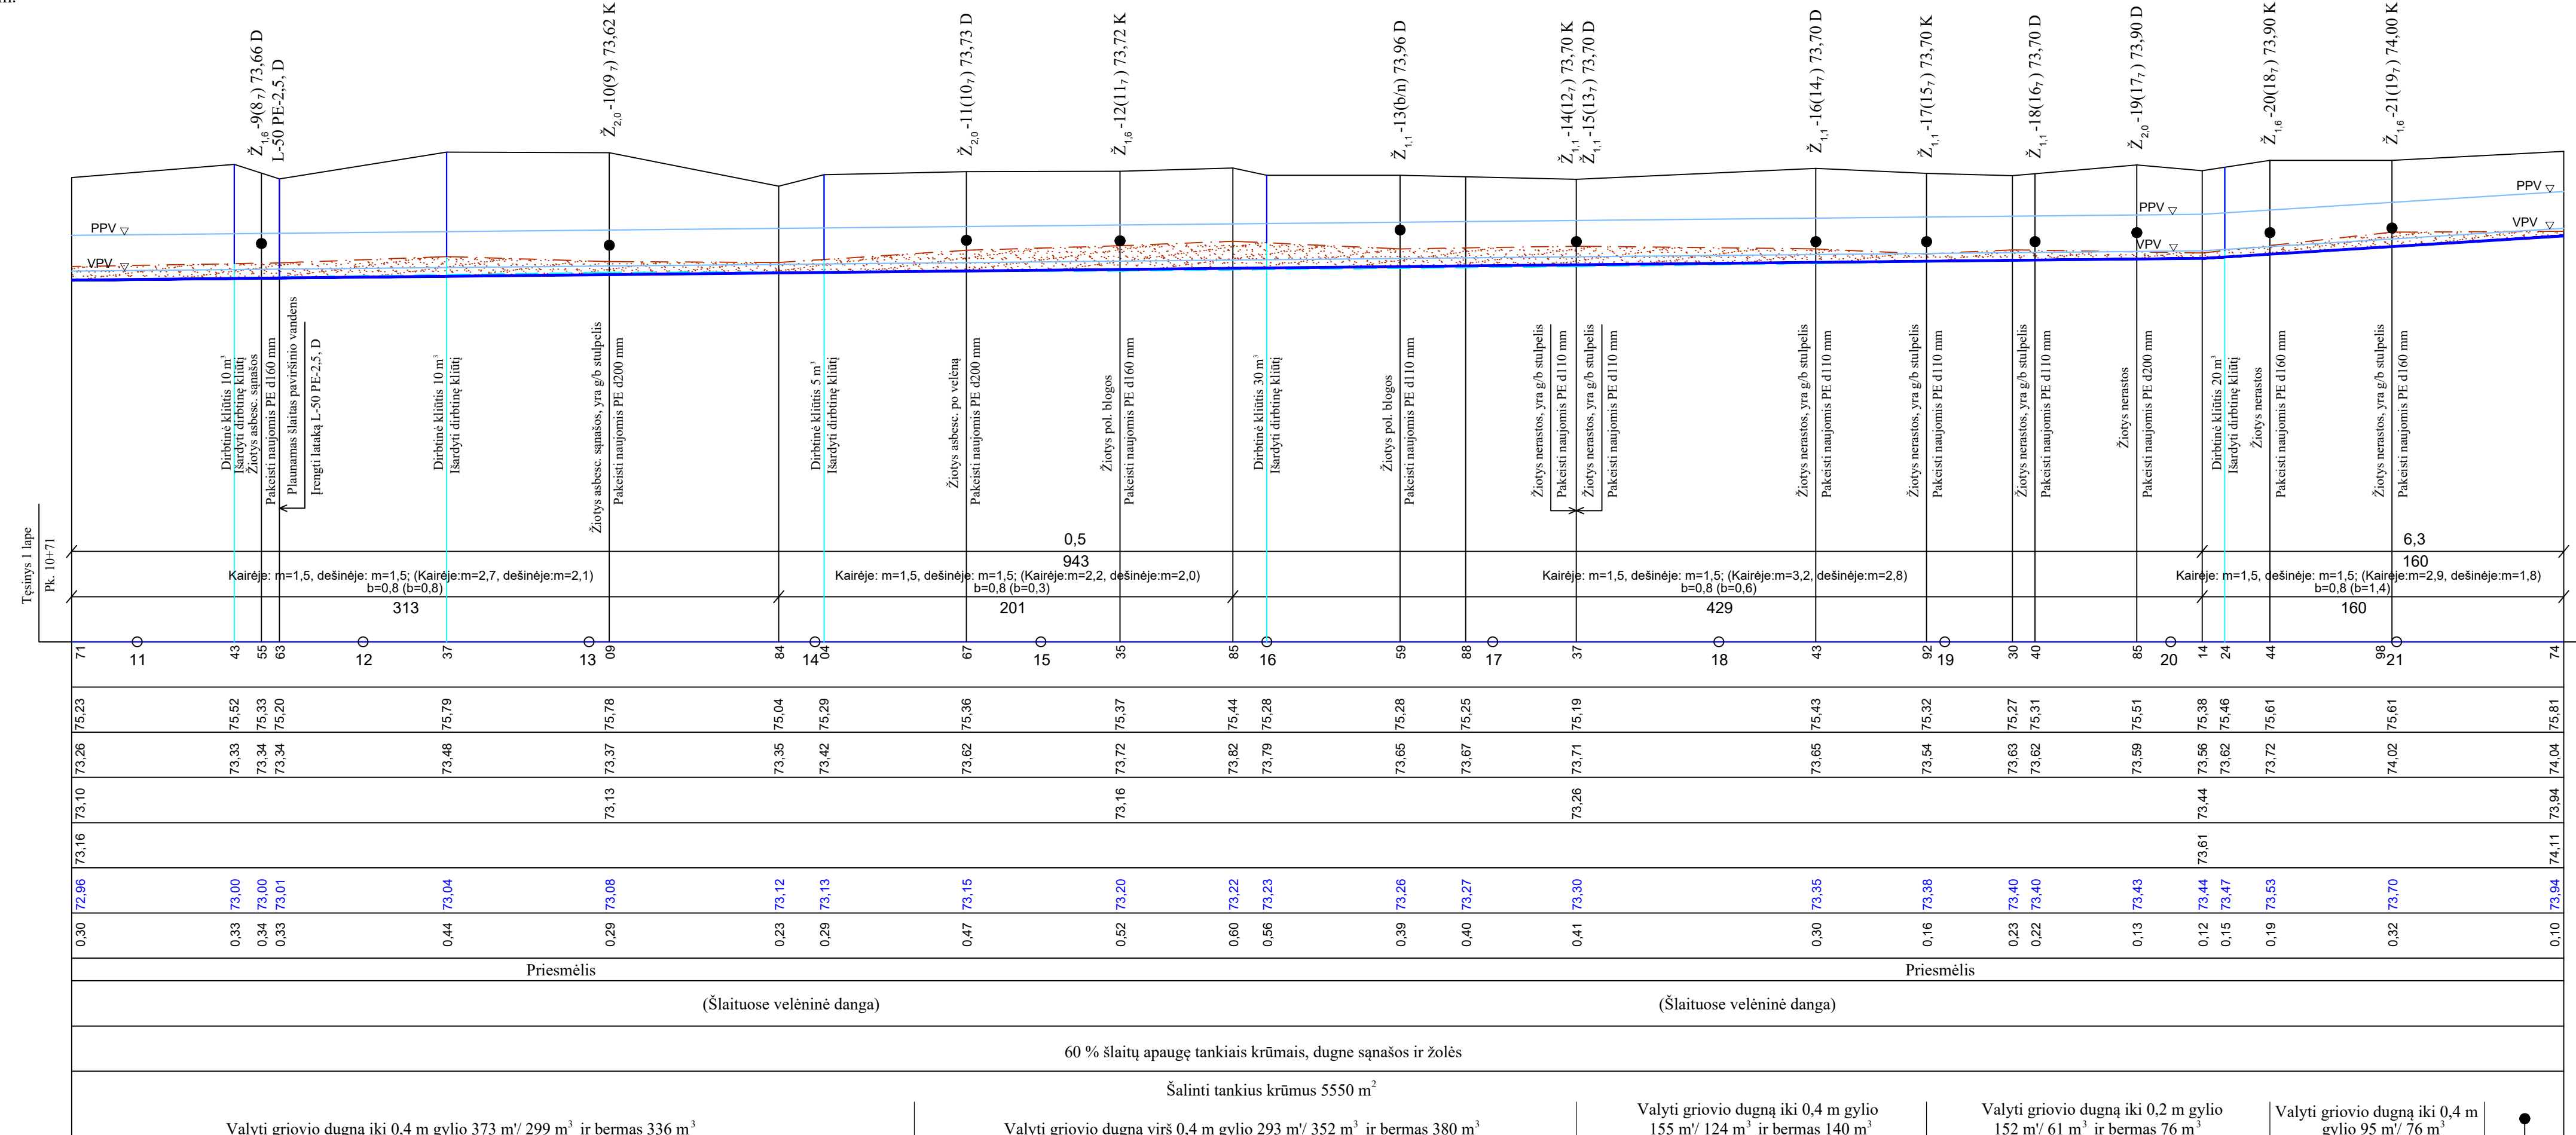 m.
Ž1,6-9(8₇) 73,66 D
L-50 PE-2,5, D
Ž2,0-10(9₇) 73,62 K
Ž2,0-11(10₇) 73,73 D
Ž1,6-12(11₇) 73,72 K
Ž1,1-13(b/n) 73,96 D
Ž1,1-14(12₇) 73,70 K
Ž1,1-15(13₇) 73,70 D
Ž1,1-16(14₇) 73,70 D
Ž1,1-17(15₇) 73,70 K
Ž1,1-18(16₇) 73,70 D
Ž2,0-19(17₇) 73,90 D
Ž1,6-20(18₇) 73,90 K
Ž1,6-21(19₇) 74,00 K
PPV
VPV
PPV
VPV
PPV
VPV
Dirbtinė kliūtis 10 m³
Išardyti dirbtinę kliūtį
Žiotys asbesc. sąnašos
Pakeisti naujomis PE d160 mm
Plaunamas šlaitas paviršinio vandens
Įrengti lataką L-50 PE-2,5, D
Dirbtinė kliūtis 10 m³
Išardyti dirbtinę kliūtį
Žiotys asbesc. sąnašos, yra g/b stulpelis
Pakeisti naujomis PE d200 mm
Dirbtinė kliūtis 5 m³
Išardyti dirbtinę kliūtį
Žiotys asbesc. po velėną
Pakeisti naujomis PE d200 mm
Žiotys pol. blogos
Pakeisti naujomis PE d160 mm
Dirbtinė kliūtis 30 m³
Išardyti dirbtinę kliūtį
Žiotys pol. blogos
Pakeisti naujomis PE d110 mm
Žiotys nerastos, yra g/b stulpelis
Pakeisti naujomis PE d110 mm
Žiotys nerastos, yra g/b stulpelis
Pakeisti naujomis PE d110 mm
Žiotys nerastos, yra g/b stulpelis
Pakeisti naujomis PE d110 mm
Žiotys nerastos, yra g/b stulpelis
Pakeisti naujomis PE d110 mm
Žiotys nerastos, yra g/b stulpelis
Pakeisti naujomis PE d110 mm
Žiotys nerastos
Pakeisti naujomis PE d200 mm
Dirbtinė kliūtis 20 m³
Išardyti dirbtinę kliūtį
Žiotys nerastos
Pakeisti naujomis PE d160 mm
Žiotys nerastos, yra g/b stulpelis
Pakeisti naujomis PE d160 mm
Tęsinys 1 lape
Pk. 10+71
0,5 6,3
943 160
Kairėje: m=1,5, dešinėje: m=1,5; (Kairėje:m=2,7, dešinėje:m=2,1)
b=0,8 (b=0,8)
313
Kairėje: m=1,5, dešinėje: m=1,5; (Kairėje:m=2,2, dešinėje:m=2,0)
b=0,8 (b=0,3)
201
Kairėje: m=1,5, dešinėje: m=1,5; (Kairėje:m=3,2, dešinėje:m=2,8)
b=0,8 (b=0,6)
429
Kairėje: m=1,5, dešinėje: m=1,5; (Kairėje:m=2,9, dešinėje:m=1,8)
b=0,8 (b=1,4)
160
71 11 43 55 63 12 37 13 09 84 14 04 67 15 35 85 16 59 88 17 37 18 43 92 19 30 40 85 20 14 24 44 98 21 74
75,23 75,52 75,33 75,20 75,79 75,78 75,04 75,29 75,36 75,37 75,44 75,28 75,28 75,25 75,19 75,43 75,32 75,27 75,31 75,51 75,38 75,46 75,61 75,61 75,81
73,26 73,33 73,34 73,34 73,48 73,37 73,35 73,42 73,62 73,72 73,82 73,79 73,65 73,67 73,71 73,65 73,54 73,63 73,62 73,59 73,56 73,62 73,72 74,02 74,04
73,10 73,13 73,16 73,26 73,44 73,94
73,16 73,61 74,11
72,96 73,00 73,00 73,01 73,04 73,08 73,12 73,13 73,15 73,20 73,22 73,23 73,26 73,27 73,30 73,35 73,38 73,40 73,40 73,43 73,44 73,47 73,53 73,70 73,94
0,30 0,33 0,34 0,33 0,44 0,29 0,23 0,29 0,47 0,52 0,60 0,56 0,39 0,40 0,41 0,30 0,16 0,23 0,22 0,13 0,12 0,15 0,19 0,32 0,10
Priesmėlis Priesmėlis
(Šlaituose velėninė danga) (Šlaituose velėninė danga)
60 % šlaitų apaugę tankiais krūmais, dugne sąnašos ir žolės
Šalinti tankius krūmus 5550 m²
Valyti griovio dugną iki 0,4 m gylio 373 m'/ 299 m³ ir bermas 336 m³
Valyti griovio dugną virš 0,4 m gylio 293 m'/ 352 m³ ir bermas 380 m³
Valyti griovio dugną iki 0,4 m gylio
155 m'/ 124 m³ ir bermas 140 m³
Valyti griovio dugną iki 0,2 m gylio
152 m'/ 61 m³ ir bermas 76 m³
Valyti griovio dugną iki 0,4 m
gylio 95 m'/ 76 m³